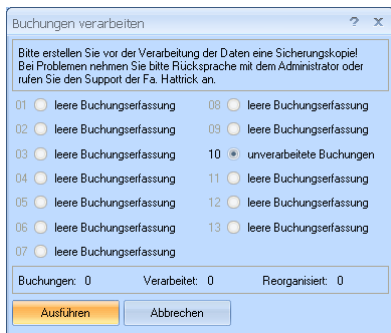 Buchungen verarbeiten ? X
Bitte erstellen Sie vor der Verarbeitung der Daten eine Sicherungskopie!
Bei Problemen nehmen Sie bitte Rücksprache mit dem Administrator oder
rufen Sie den Support der Fa. Hattrick an.
01 leere Buchungserfassung
02 leere Buchungserfassung
03 leere Buchungserfassung
04 leere Buchungserfassung
05 leere Buchungserfassung
06 leere Buchungserfassung
07 leere Buchungserfassung
08 leere Buchungserfassung
09 leere Buchungserfassung
10 unverarbeitete Buchungen
11 leere Buchungserfassung
12 leere Buchungserfassung
13 leere Buchungserfassung
Buchungen: 0 Verarbeitet: 0 Reorganisiert: 0
Ausführen Abbrechen